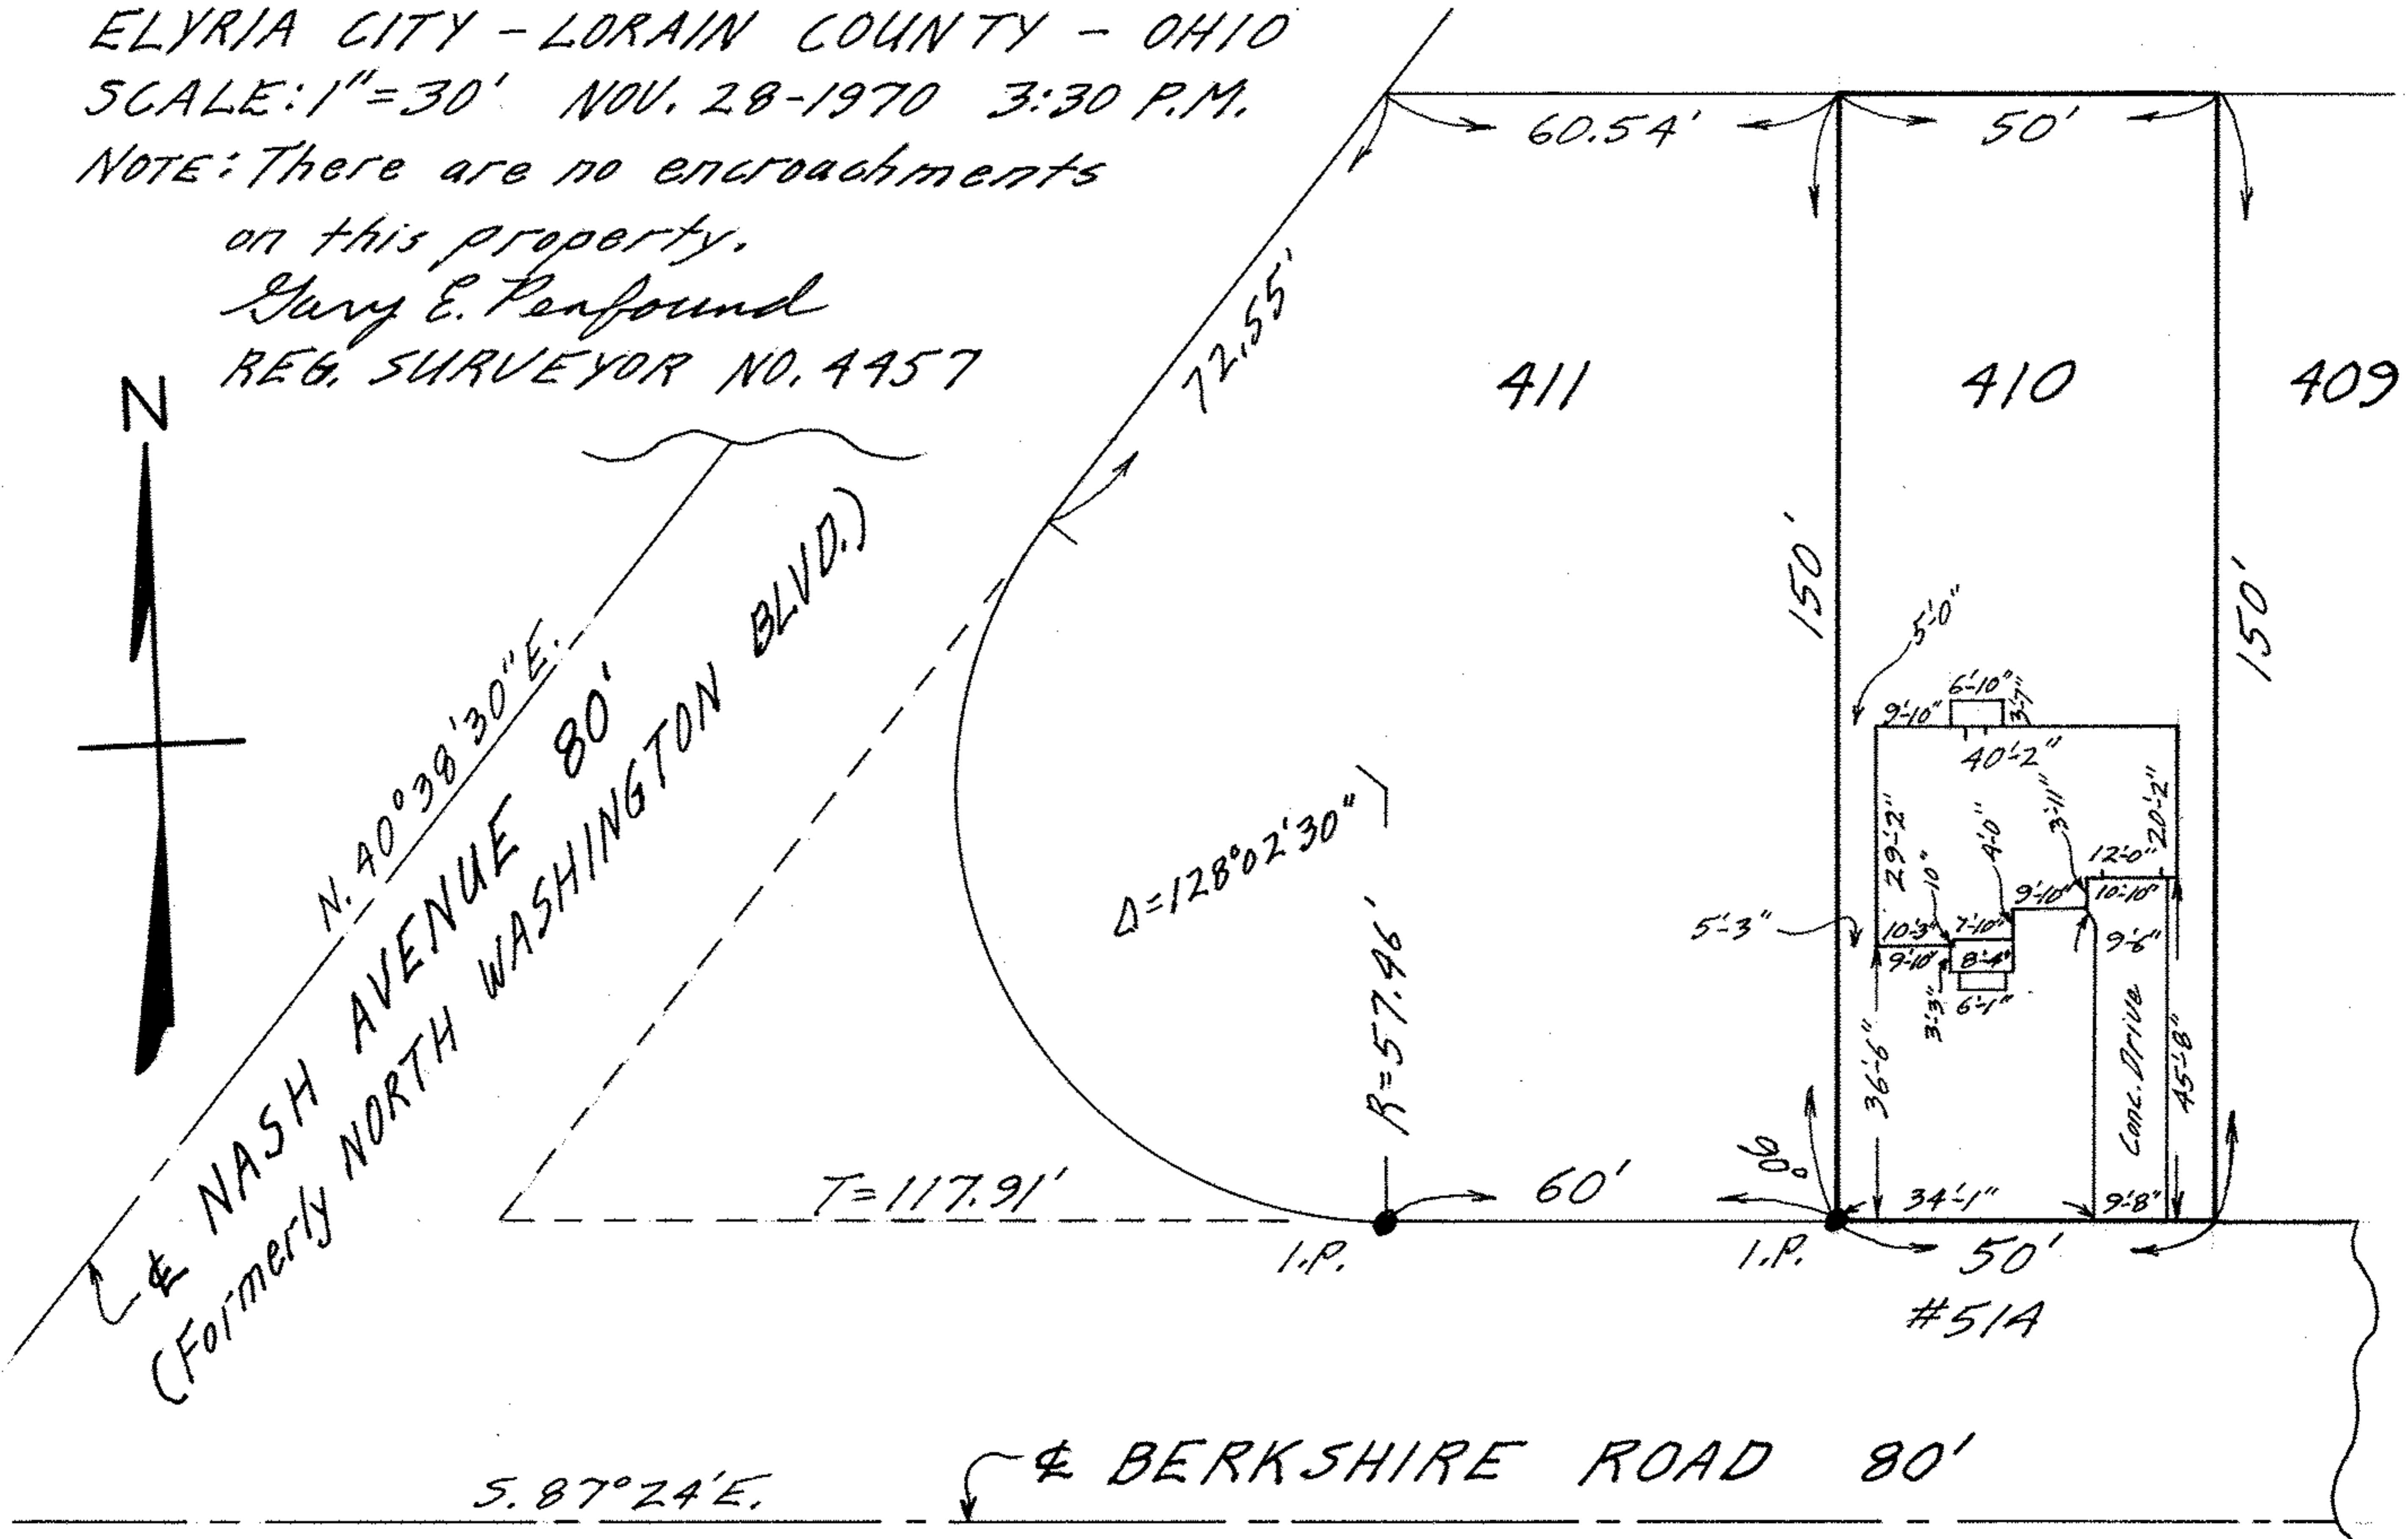 ELYRIA CITY - LORAIN COUNTY - OHIO
SCALE: 1"=30' NOV. 28-1970 3:30 P.M.
NOTE: There are no encroachments
on this property.
Gary E. Penfound
REG. SURVEYOR NO. 4457
N
60.54'
50'
72.55'
411
410
409
150'
150'
N. 40°38'30"E.
℄ NASH AVENUE 80'
(Formerly NORTH WASHINGTON BLVD.)
Δ=128°02'30"
R=57.46'
T=117.91'
5'-0"
6'-10"
9'-10"
3'-7"
40'-2"
29'-2"
10"
4'-0"
3'-11"
20'-2"
12'-0"
10'-10"
9'-10"
5'-3"
10'-3"
7'-10"
9'-6"
9'-10"
8'-4"
3'-3"
6'-1"
36'-6"
Conc. Drive
45'-8"
90°
60'
34'-1"
9'-8"
I.P.
I.P.
50'
#514
℄ BERKSHIRE ROAD 80'
S. 87°24'E.